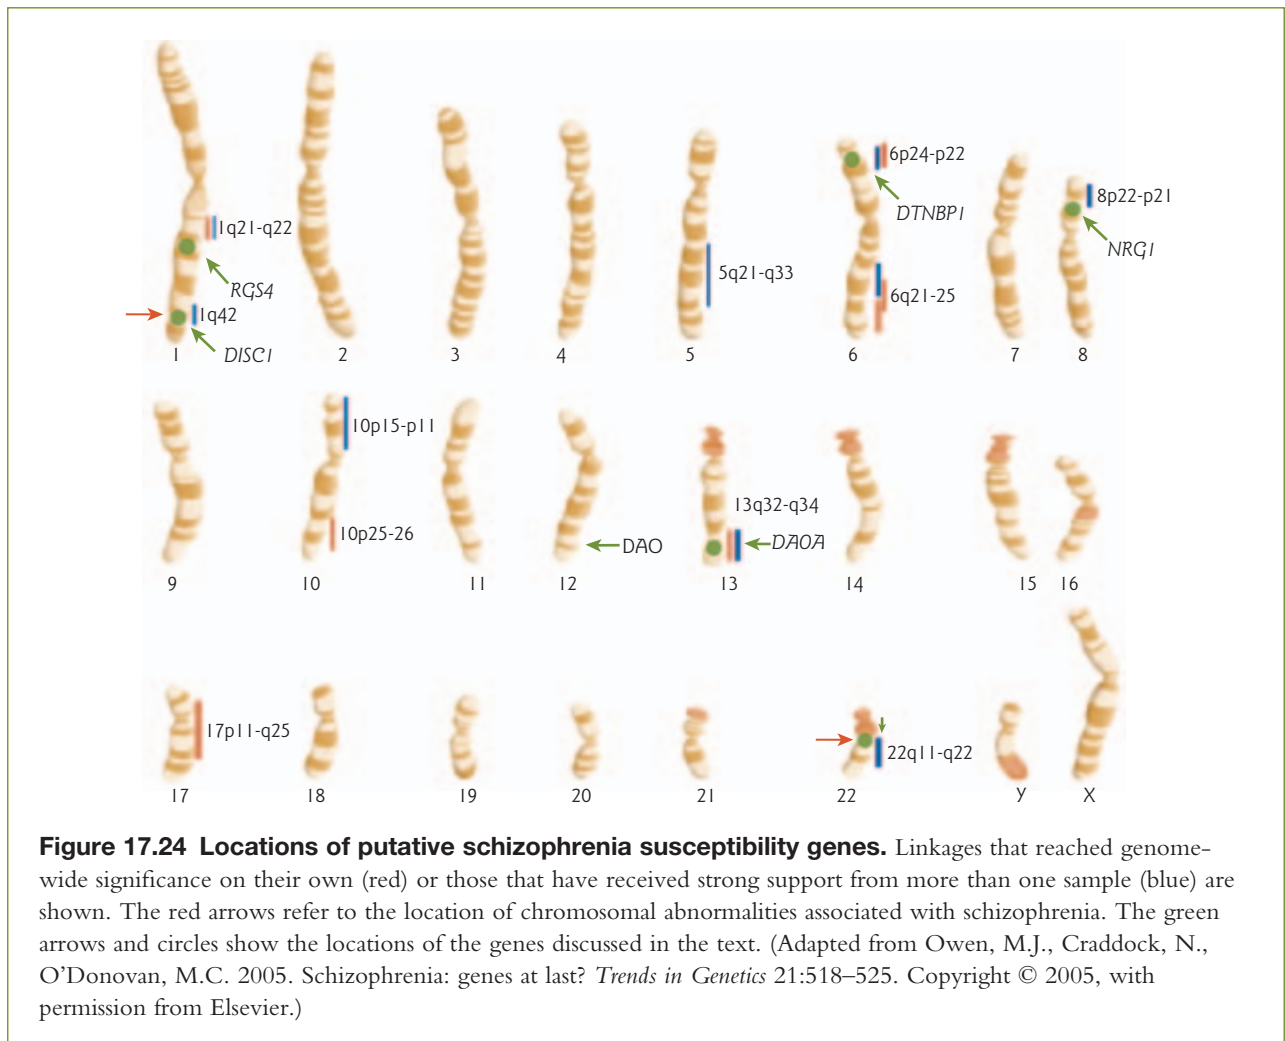 1q21-q22
RGS4
1q42
DISC1
1
2
3
4
5q21-q33
5
6p24-p22
DTNBP1
6q21-25
6
7
8p22-p21
NRG1
8
9
10p15-p11
10p25-26
10
11
DAO
12
13q32-q34
DAOA
13
14
15
16
17p11-q25
17
18
19
20
21
22q11-q22
22
Y
X
Figure 17.24 Locations of putative schizophrenia susceptibility genes. Linkages that reached genome-
wide significance on their own (red) or those that have received strong support from more than one sample (blue) are
shown. The red arrows refer to the location of chromosomal abnormalities associated with schizophrenia. The green
arrows and circles show the locations of the genes discussed in the text. (Adapted from Owen, M.J., Craddock, N.,
O’Donovan, M.C. 2005. Schizophrenia: genes at last? Trends in Genetics 21:518–525. Copyright © 2005, with
permission from Elsevier.)